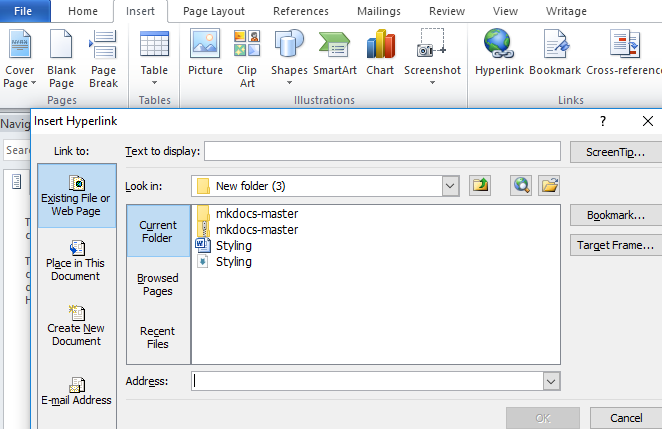 File Home Insert Page Layout References Mailings Review View Writage
Cover Page Blank Page Page Break Table Picture Clip Art Shapes SmartArt Chart Screenshot Hyperlink Bookmark Cross-reference
Pages Tables Illustrations Links
Navig
Insert Hyperlink ?
Sear
Link to: Text to display: ScreenTip...
Existing File or Web Page
Look in: New folder (3)
Current Folder
mkdocs-master
mkdocs-master
Styling
Styling
Bookmark...
Target Frame...
Place in This Document
Browsed Pages
Create New Document
Recent Files
E-mail Address
Address:
OK Cancel